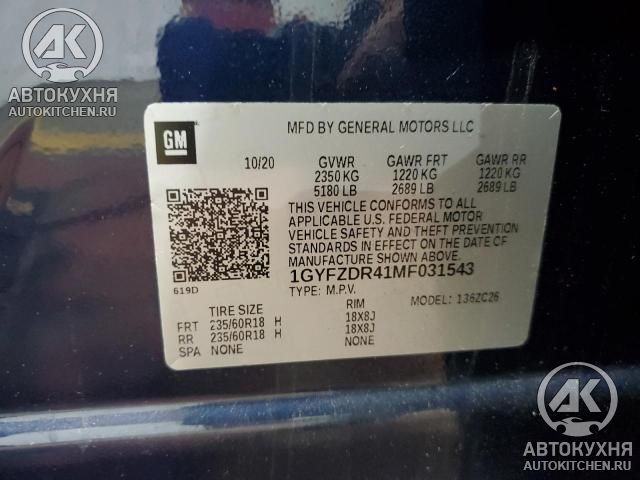 АК
АВТОКУХНЯ
AUTOKITCHEN.RU
GM
MFD BY GENERAL MOTORS LLC
10/20 GVWR GAWR FRT GAWR RR
2350 KG 1220 KG 1220 KG
5180 LB 2689 LB 2689 LB
THIS VEHICLE CONFORMS TO ALL
APPLICABLE U.S. FEDERAL MOTOR
VEHICLE SAFETY AND THEFT PREVENTION
STANDARDS IN EFFECT ON THE DATE OF
MANUFACTURE SHOWN ABOVE.
1GYFZDR41MF031543
619D
TYPE: M.P.V. MODEL: 136ZC26
TIRE SIZE RIM
FRT 235/60R18 H 18X8J
RR 235/60R18 H 18X8J
SPA NONE NONE
АК
АВТОКУХНЯ
AUTOKITCHEN.RU